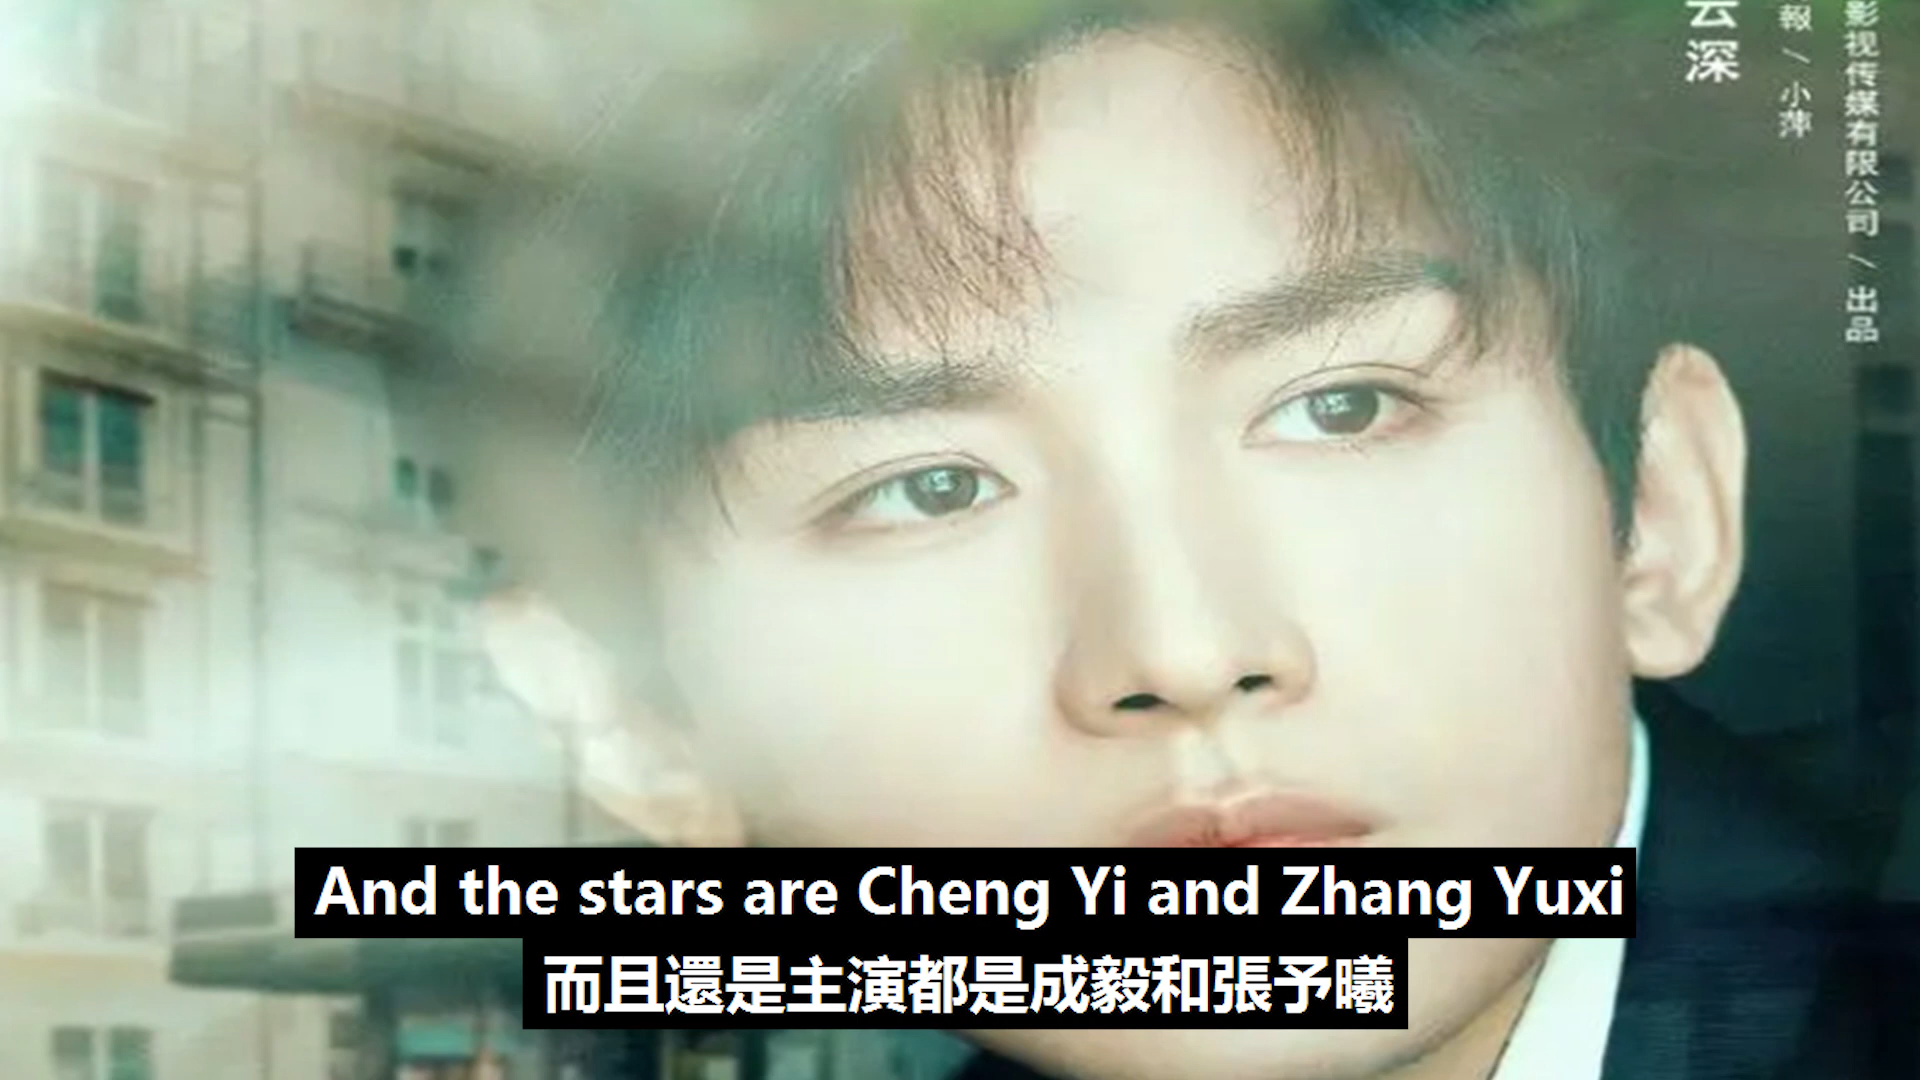 云深
報 / 小萍
影视传媒有限公司 / 出品
And the stars are Cheng Yi and Zhang Yuxi
而且還是主演都是成毅和張予曦